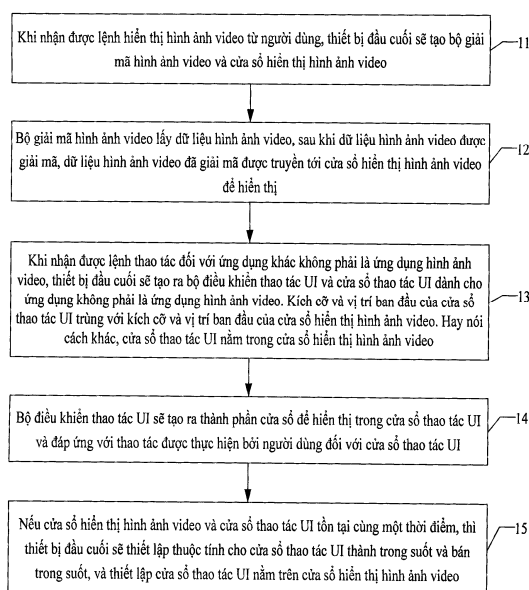 Khi nhận được lệnh hiển thị hình ảnh video từ người dùng, thiết bị đầu cuối sẽ tạo bộ giải
mã hình ảnh video và cửa sổ hiển thị hình ảnh video
11
Bộ giải mã hình ảnh video lấy dữ liệu hình ảnh video, sau khi dữ liệu hình ảnh video được
giải mã, dữ liệu hình ảnh video đã giải mã được truyền tới cửa sổ hiển thị hình ảnh video
để hiển thị
12
Khi nhận được lệnh thao tác đối với ứng dụng khác không phải là ứng dụng hình ảnh
video, thiết bị đầu cuối sẽ tạo ra bộ điều khiển thao tác UI và cửa sổ thao tác UI dành cho
ứng dụng không phải là ứng dụng hình ảnh video. Kích cỡ và vị trí ban đầu của cửa sổ
thao tác UI trùng với kích cỡ và vị trí ban đầu của cửa sổ hiển thị hình ảnh video. Hay nói
cách khác, cửa sổ thao tác UI nằm trong cửa sổ hiển thị hình ảnh video
13
Bộ điều khiển thao tác UI sẽ tạo ra thành phần cửa sổ để hiển thị trong cửa sổ thao tác UI
và đáp ứng với thao tác được thực hiện bởi người dùng đối với cửa sổ thao tác UI
14
Nếu cửa sổ hiển thị hình ảnh video và cửa sổ thao tác UI tồn tại cùng một thời điểm, thì
thiết bị đầu cuối sẽ thiết lập thuộc tính cho cửa sổ thao tác UI thành trong suốt và bán
trong suốt, và thiết lập cửa sổ thao tác UI nằm trên cửa sổ hiển thị hình ảnh video
15